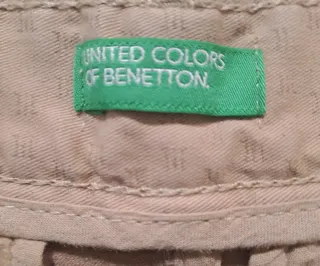 UNITED COLORS
OF BENETTON.